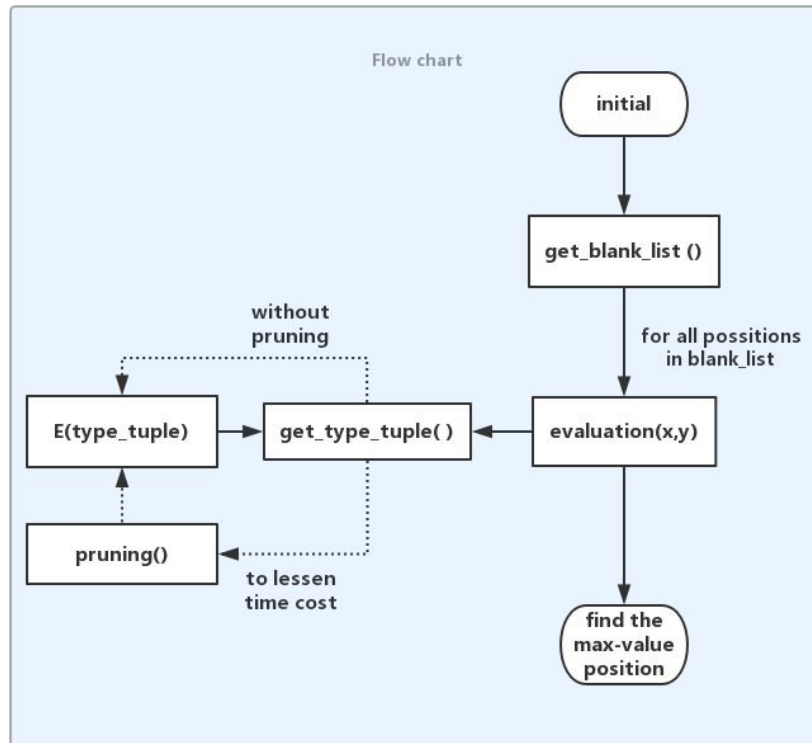 Flow chart
initial
get_blank_list ()
for all possitions
in blank_list
without
pruning
E(type_tuple)
get_type_tuple( )
evaluation(x,y)
pruning()
to lessen
time cost
find the
max-value
position